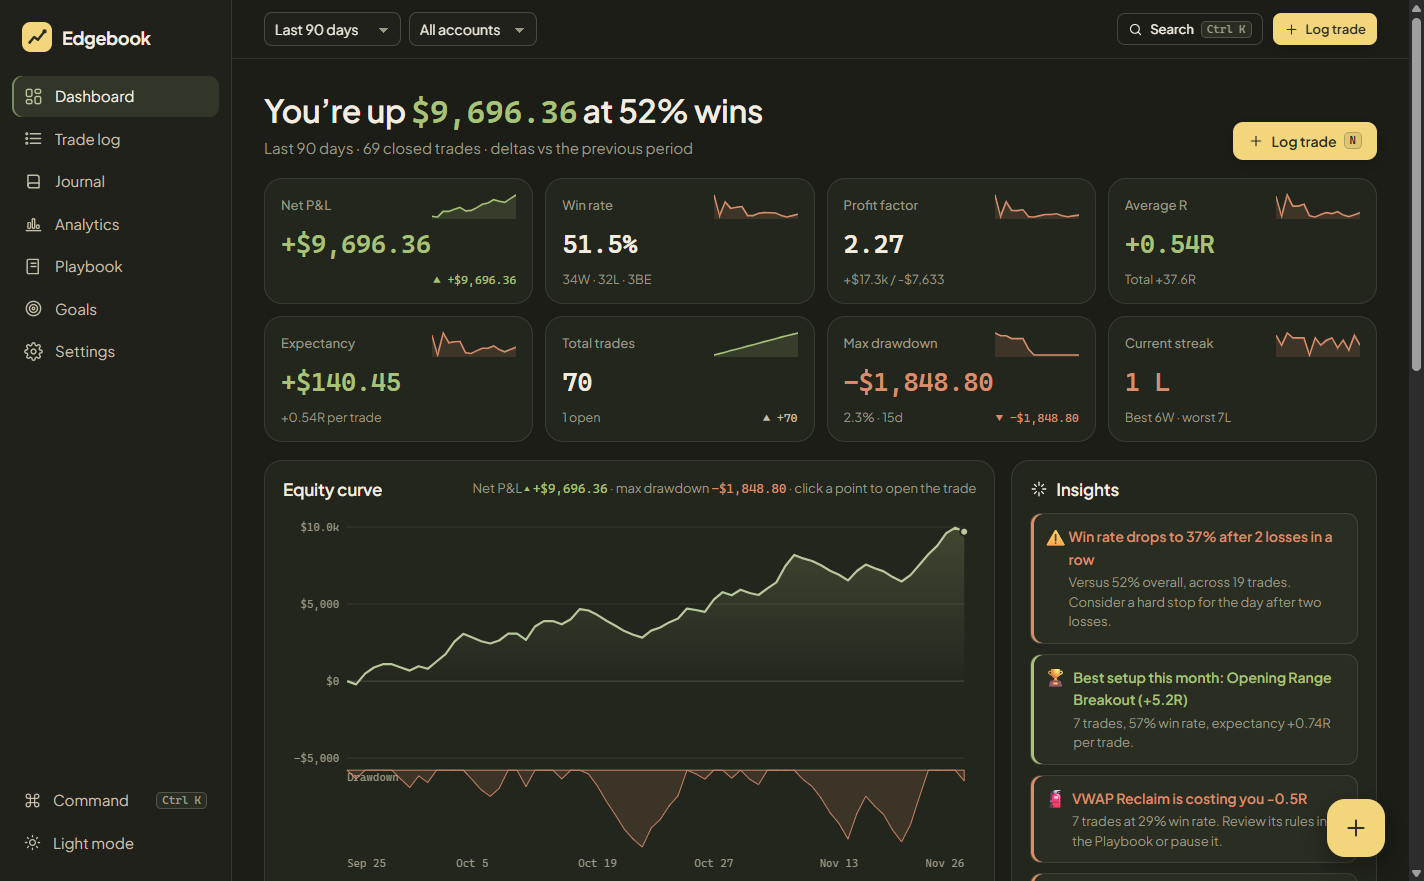 Edgebook
Dashboard
Trade log
Journal
Analytics
Playbook
Goals
Settings
Command Ctrl K
Light mode
Last 90 days
All accounts
Search Ctrl K
+ Log trade
You're up $9,696.36 at 52% wins
Last 90 days · 69 closed trades · deltas vs the previous period
+ Log trade N
Net P&L
+$9,696.36
▲ +$9,696.36
Win rate
51.5%
34W · 32L · 3BE
Profit factor
2.27
+$17.3k / -$7,633
Average R
+0.54R
Total +37.6R
Expectancy
+$140.45
+0.54R per trade
Total trades
70
1 open ▲ +70
Max drawdown
−$1,848.80
2.3% · 15d ▼ −$1,848.80
Current streak
1 L
Best 6W · worst 7L
Equity curve
Net P&L ▲ +$9,696.36 · max drawdown −$1,848.80 · click a point to open the trade
$10.0k
$5,000
$0
−$5,000
Drawdown
Sep 25 Oct 5 Oct 19 Oct 27 Nov 13 Nov 26
Insights
Win rate drops to 37% after 2 losses in a
row
Versus 52% overall, across 19 trades.
Consider a hard stop for the day after two
losses.
Best setup this month: Opening Range
Breakout (+5.2R)
7 trades, 57% win rate, expectancy +0.74R
per trade.
VWAP Reclaim is costing you -0.5R
7 trades at 29% win rate. Review its rules in
the Playbook or pause it.